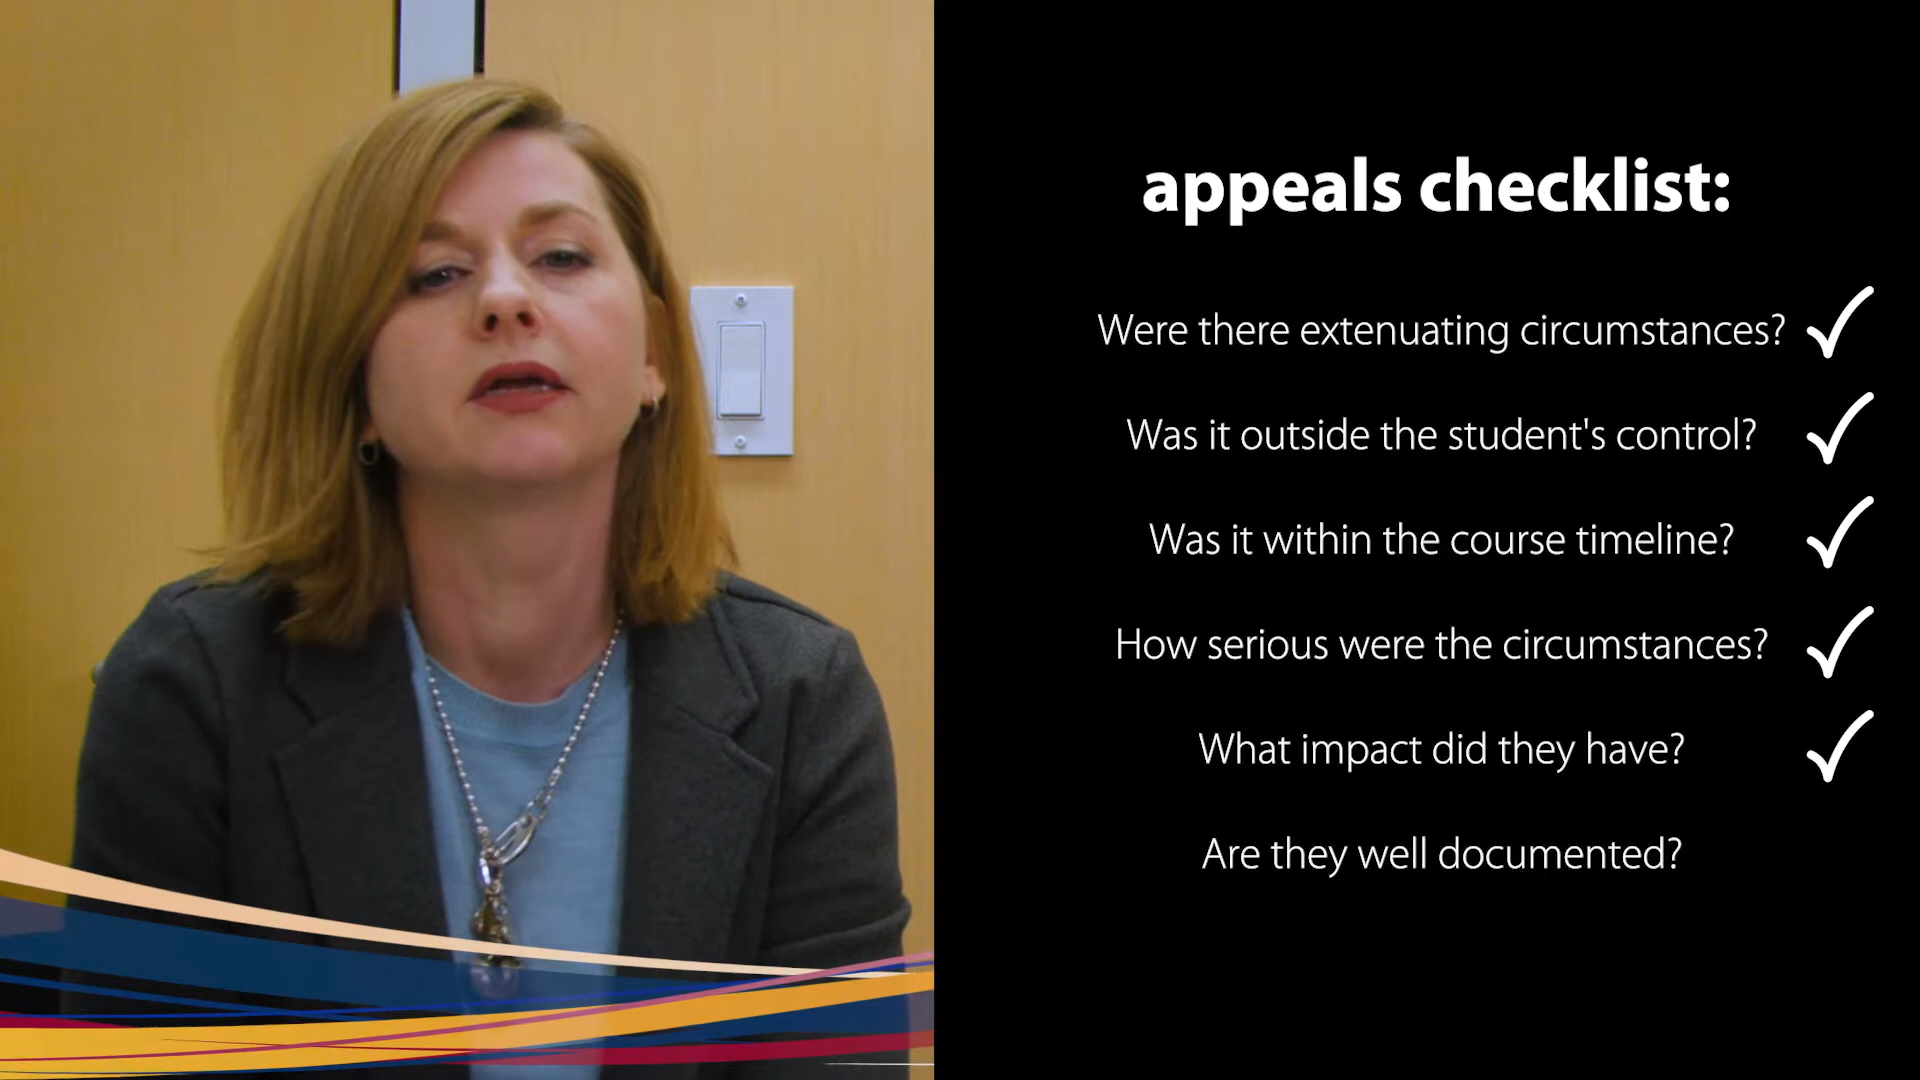 appeals checklist:
Were there extenuating circumstances?
Was it outside the student's control?
Was it within the course timeline?
How serious were the circumstances?
What impact did they have?
Are they well documented?